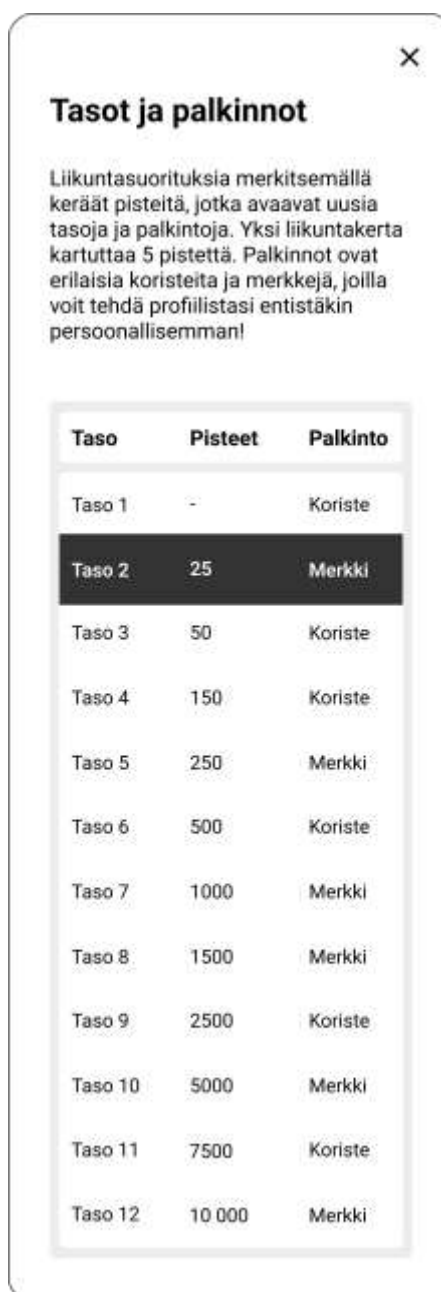 Tasot ja palkinnot
Liikuntasuorituksia merkitsemällä
keräät pisteitä, jotka avaavat uusia
tasoja ja palkintoja. Yksi liikuntakerta
kartuttaa 5 pistettä. Palkinnot ovat
erilaisia koristeita ja merkkejä, joilla
voit tehdä profiilistasi entistäkin
persoonallisemman!
Taso Pisteet Palkinto
Taso 1 - Koriste
Taso 2 25 Merkki
Taso 3 50 Koriste
Taso 4 150 Koriste
Taso 5 250 Merkki
Taso 6 500 Koriste
Taso 7 1000 Merkki
Taso 8 1500 Merkki
Taso 9 2500 Koriste
Taso 10 5000 Merkki
Taso 11 7500 Koriste
Taso 12 10 000 Merkki